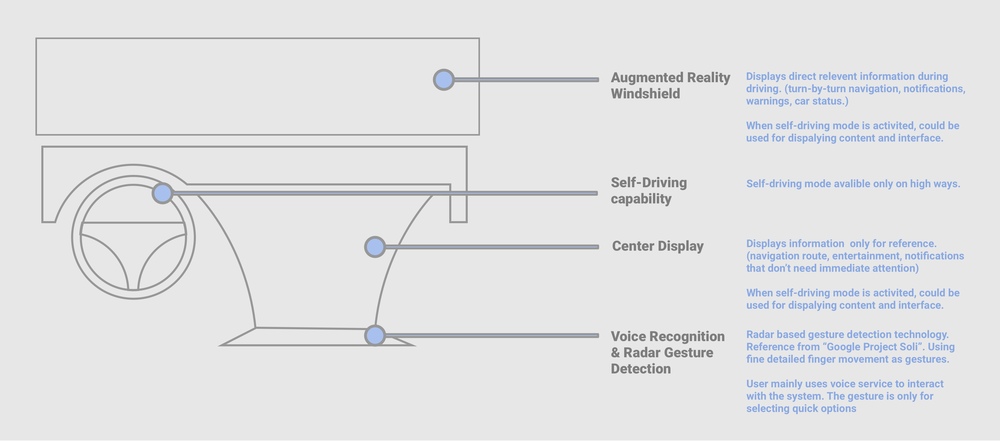 Augmented Reality
Windshield
Displays direct relevent information during
driving. (turn-by-turn navigation, notifications,
warnings, car status.)
When self-driving mode is activited, could be
used for dispalying content and interface.
Self-Driving
capability
Self-driving mode avalible only on high ways.
Center Display
Displays information  only for reference.
(navigation route, entertainment, notifications
that don't need immediate attention)
When self-driving mode is activited, could be
used for dispalying content and interface.
Voice Recognition
& Radar Gesture
Detection
Radar based gesture detection technology.
Reference from “Google Project Soli”. Using
fine detailed finger movement as gestures.
User mainly uses voice service to interact
with the system. The gesture is only for
selecting quick options